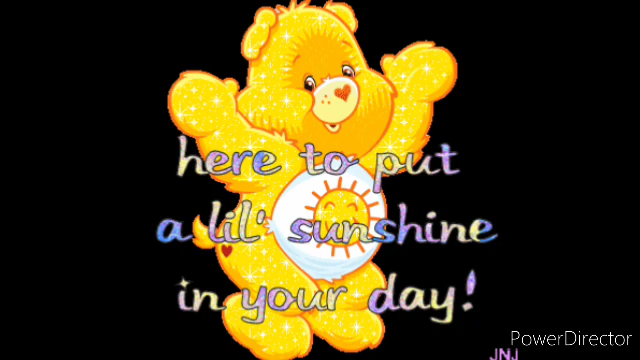 here to put
a lil' sunshine
in your day!
PowerDirector
JNJ